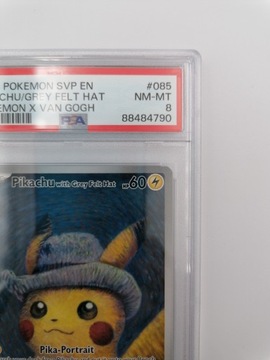 POKEMON SVP EN #085
CHU/GREY FELT HAT NM-MT
EMON X VAN GOGH 8
PSA 88484790
Pikachu with Grey Felt Hat HP60
Pika-Portrait